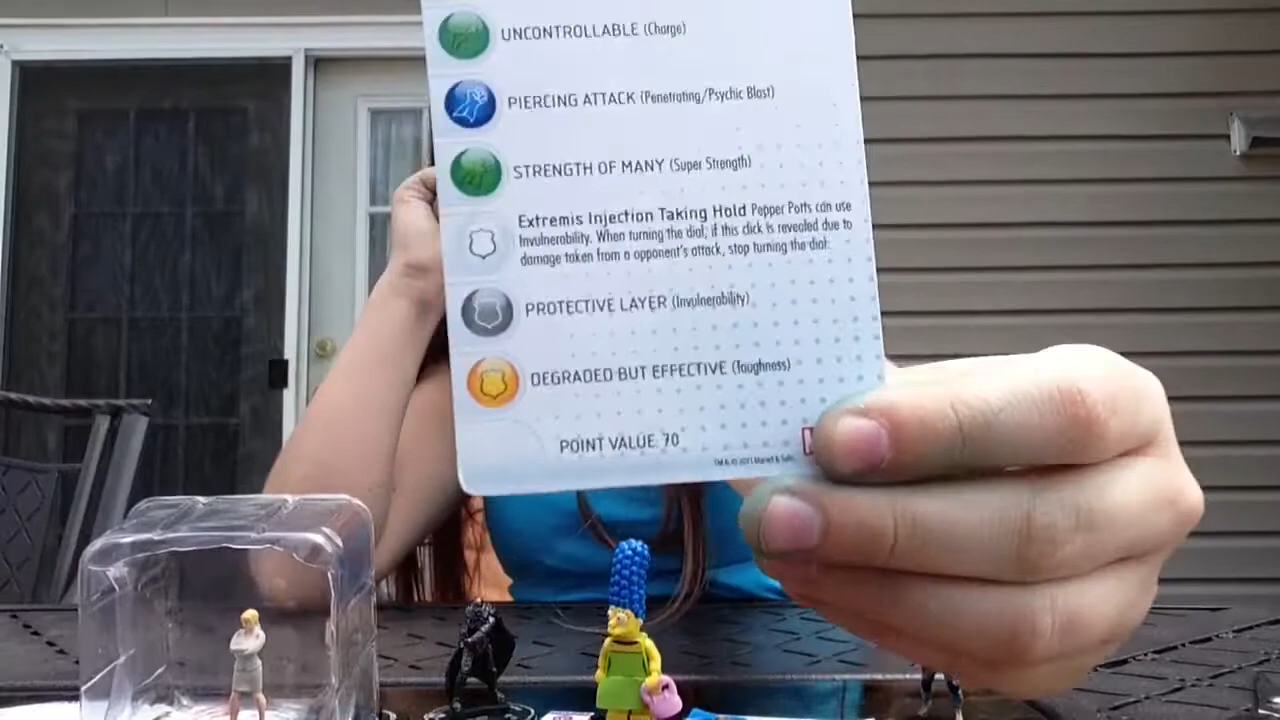 UNCONTROLLABLE (Charge)
PIERCING ATTACK (Penetrating/Psychic Blast)
STRENGTH OF MANY (Super Strength)
Extremis Injection Taking Hold Pepper Potts can use
Invulnerability. When turning the dial, if this click is revealed due to
damage taken from a opponent's attack, stop turning the dial.
PROTECTIVE LAYER (Invulnerability)
DEGRADED BUT EFFECTIVE (Toughness)
POINT VALUE 70
Marvel & Subs.